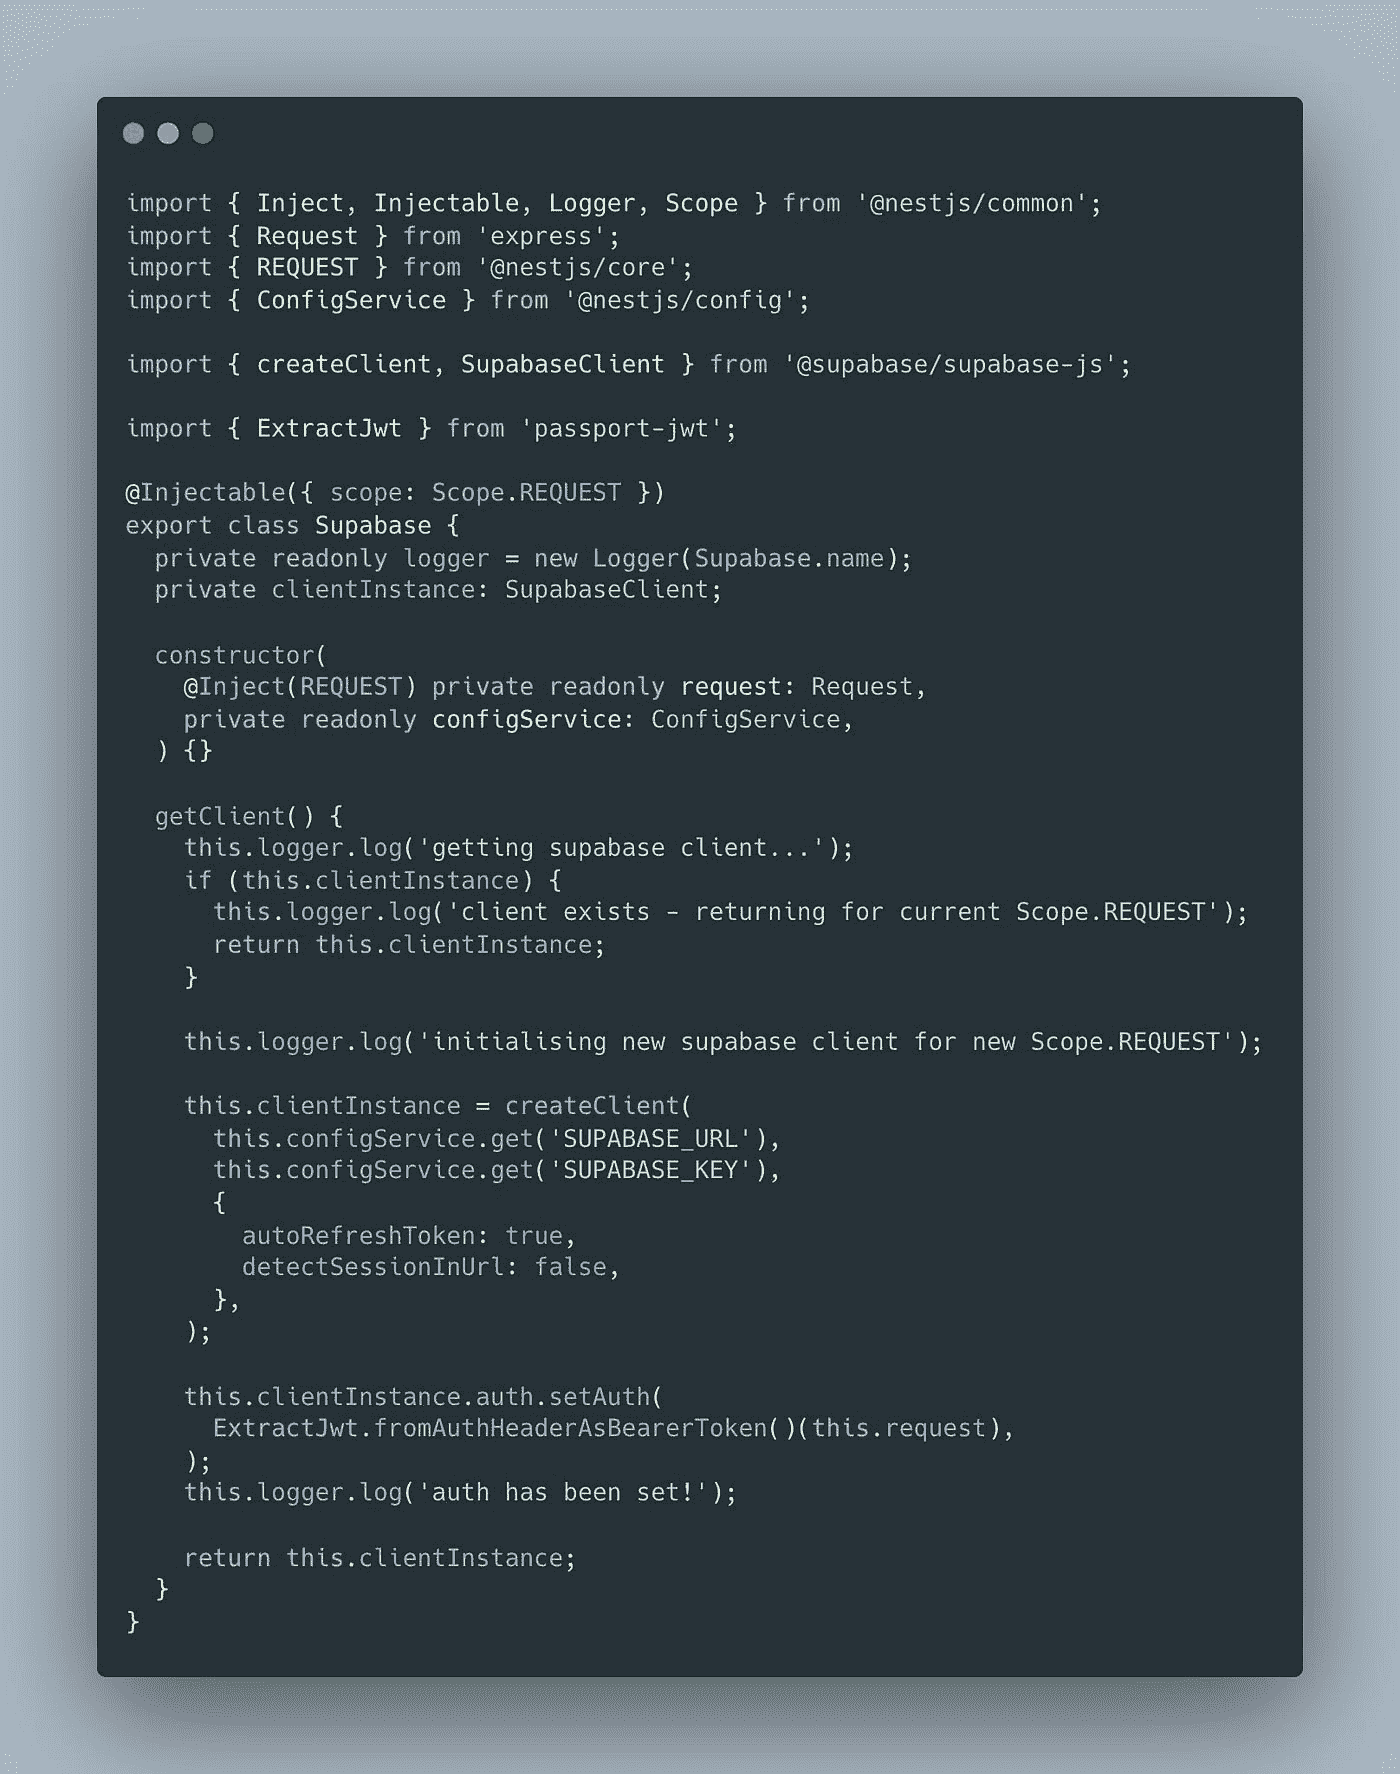 import { Inject, Injectable, Logger, Scope } from '@nestjs/common';
import { Request } from 'express';
import { REQUEST } from '@nestjs/core';
import { ConfigService } from '@nestjs/config';

import { createClient, SupabaseClient } from '@supabase/supabase-js';

import { ExtractJwt } from 'passport-jwt';

@Injectable({ scope: Scope.REQUEST })
export class Supabase {
  private readonly logger = new Logger(Supabase.name);
  private clientInstance: SupabaseClient;

  constructor(
    @Inject(REQUEST) private readonly request: Request,
    private readonly configService: ConfigService,
  ) {}

  getClient() {
    this.logger.log('getting supabase client...');
    if (this.clientInstance) {
      this.logger.log('client exists - returning for current Scope.REQUEST');
      return this.clientInstance;
    }

    this.logger.log('initialising new supabase client for new Scope.REQUEST');

    this.clientInstance = createClient(
      this.configService.get('SUPABASE_URL'),
      this.configService.get('SUPABASE_KEY'),
      {
        autoRefreshToken: true,
        detectSessionInUrl: false,
      },
    );

    this.clientInstance.auth.setAuth(
      ExtractJwt.fromAuthHeaderAsBearerToken()(this.request),
    );
    this.logger.log('auth has been set!');

    return this.clientInstance;
  }
}